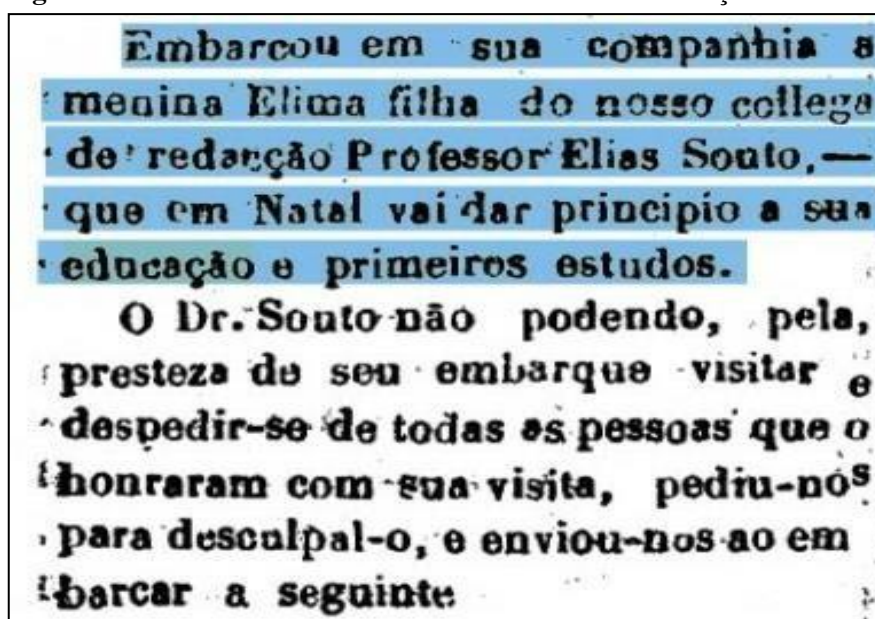 Embarcou em sua companhia a
menina Elima filha do nosso collega
de redacção Professor Elias Souto,—
que em Natal vai dar principio a sua
educação e primeiros estudos.
O Dr. Souto não podendo, pela,
presteza de seu embarque visitar e
despedir-se de todas as pessoas que o
honraram com sua visita, pediu-nos
para desculpal-o, e enviou-nos ao em
barcar a seguinte